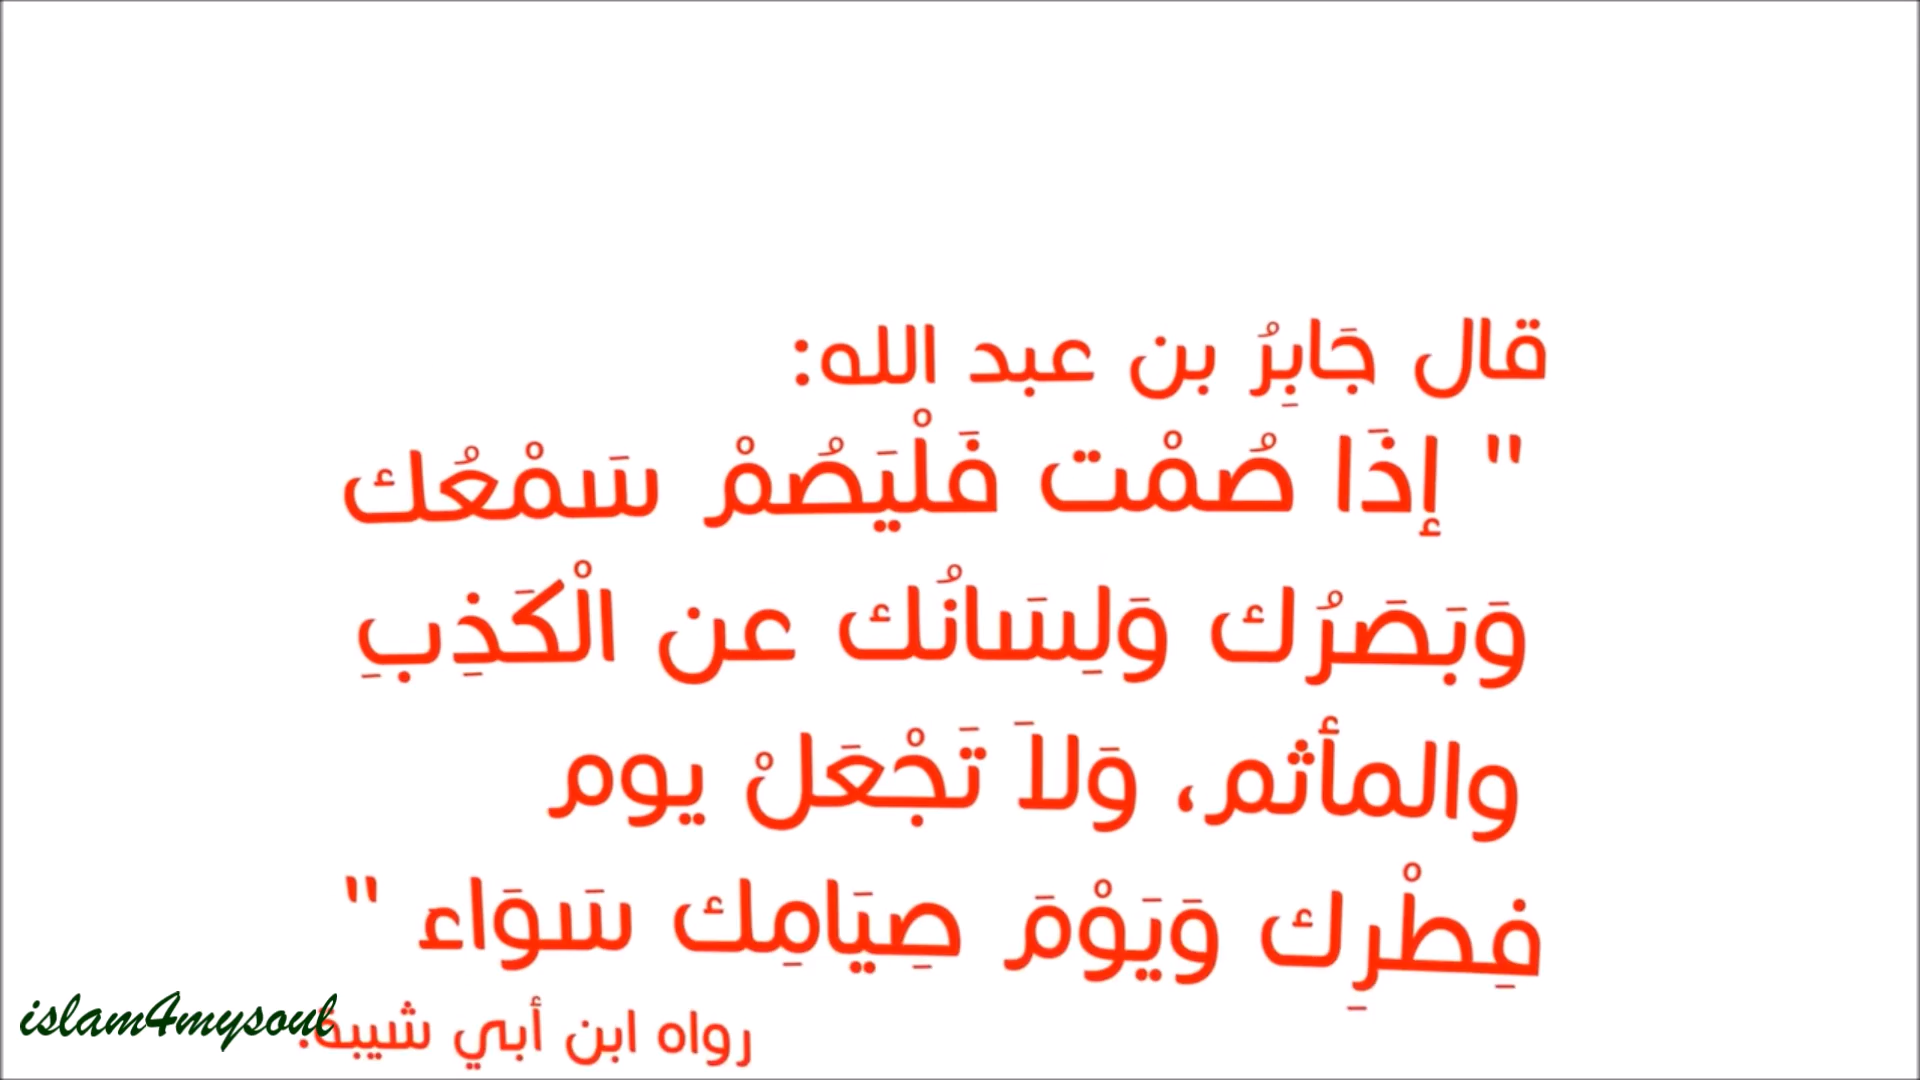 قال جَابِرُ بن عبد الله:
" إذَا صُمْت فَلْيَصُمْ سَمْعُك
وَبَصَرُك وَلِسَانُك عن الْكَذِبِ
والمأثم، وَلاَ تَجْعَلْ يوم
فِطْرِك وَيَوْمَ صِيَامِك سَوَاء "
رواه ابن أبي شيبة.
islam4mysoul